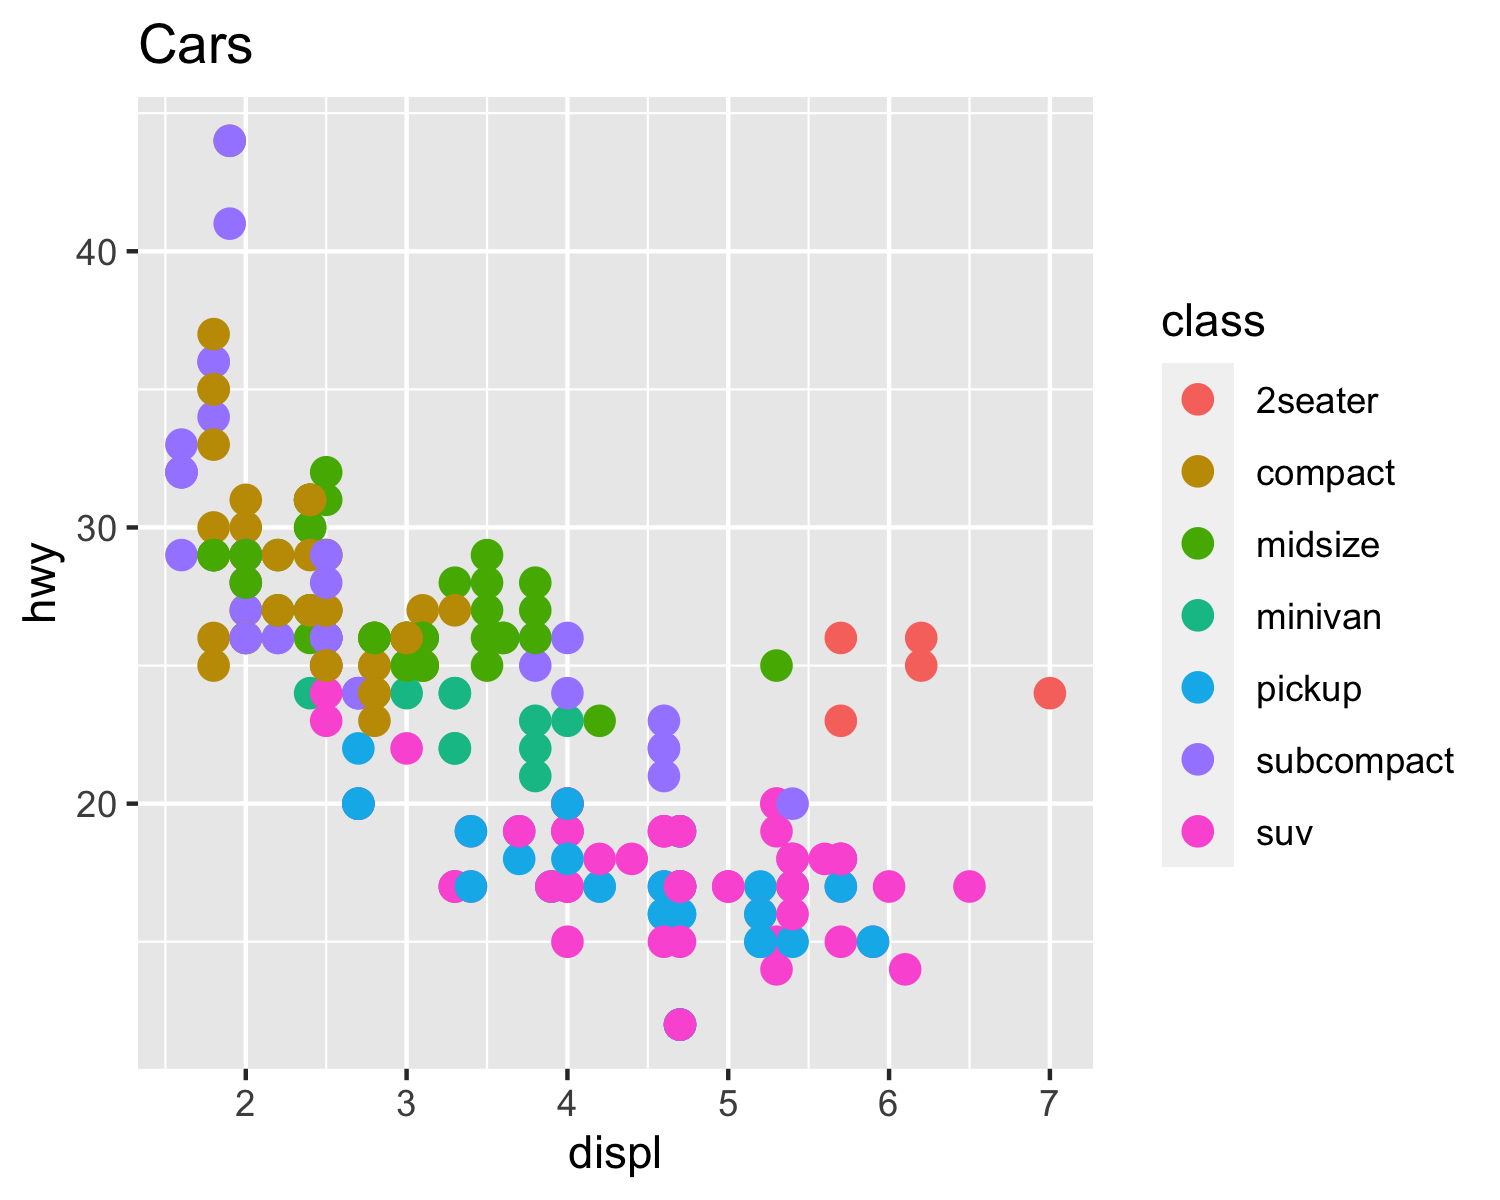 Cars
hwy
40
30
20
2 3 4 5 6 7
displ
class
2seater
compact
midsize
minivan
pickup
subcompact
suv